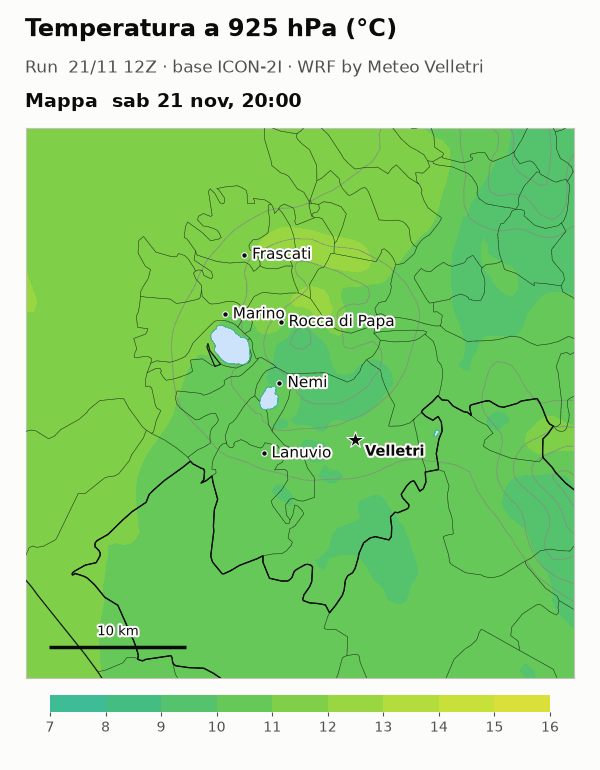 Temperatura a 925 hPa (°C)
Run  21/11 12Z · base ICON-2I · WRF by Meteo Velletri
Mappa  sab 21 nov, 20:00
Frascati
Marino
Rocca di Papa
Nemi
Velletri
Lanuvio
10 km
7 8 9 10 11 12 13 14 15 16